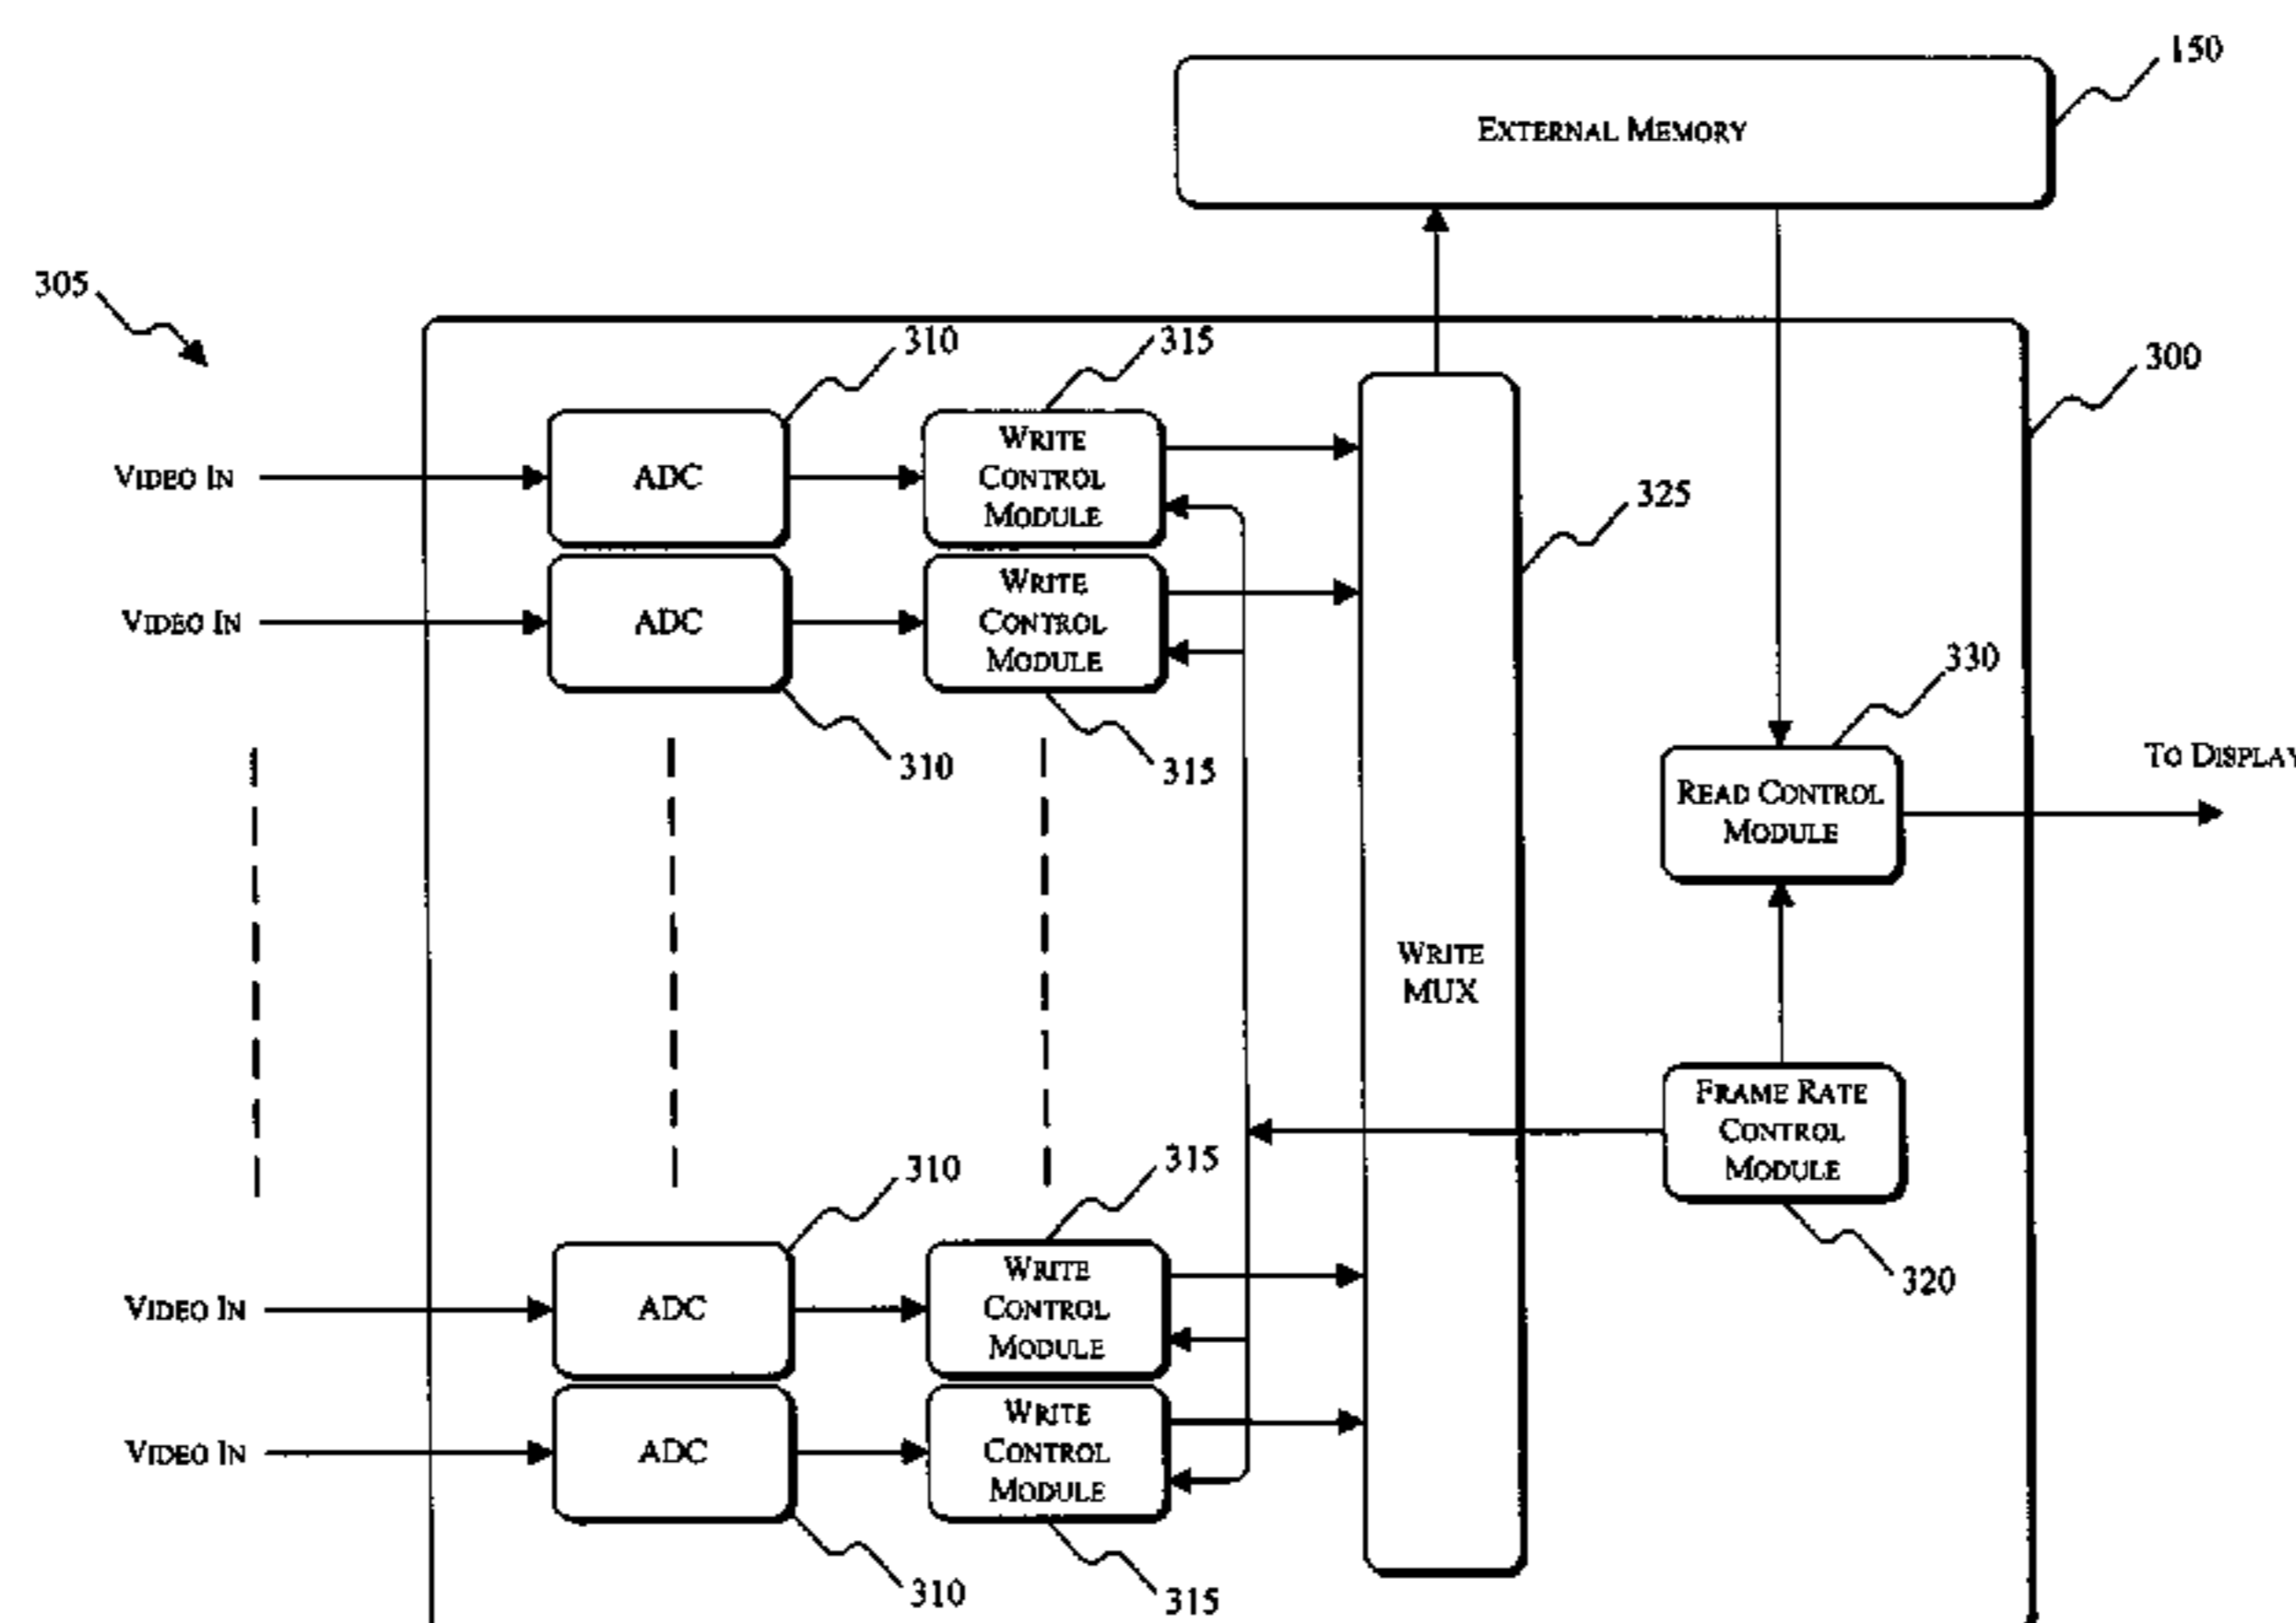 150
EXTERNAL MEMORY
305
310
315
300
VIDEO IN
ADC
WRITE
CONTROL
MODULE
325
VIDEO IN
ADC
WRITE
CONTROL
MODULE
330
310
315
TO DISPLAY
READ CONTROL
MODULE
WRITE
MUX
FRAME RATE
CONTROL
MODULE
310
315
320
VIDEO IN
ADC
WRITE
CONTROL
MODULE
VIDEO IN
ADC
WRITE
CONTROL
MODULE
310
315